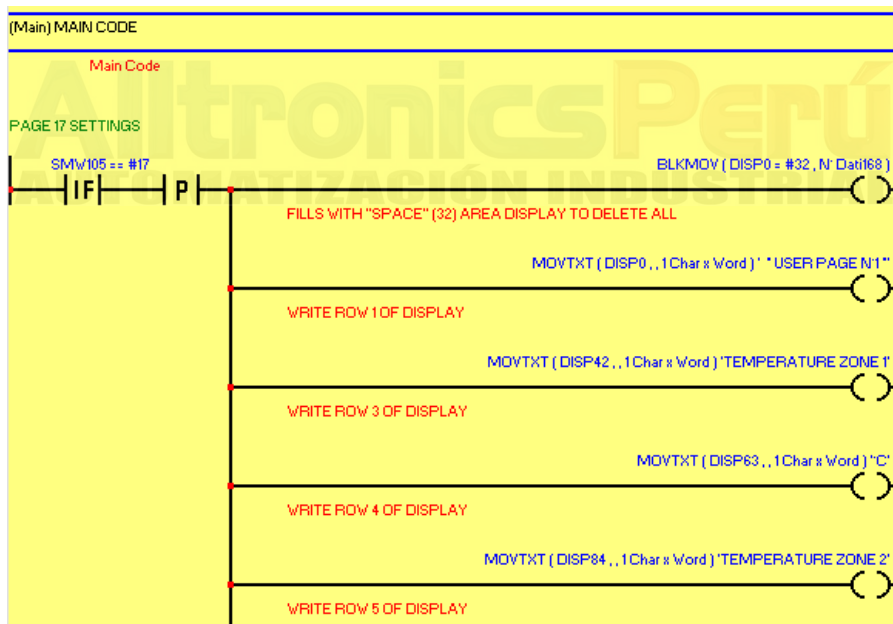 (Main) MAIN CODE
Main Code
AlltronicsPerú
AUTOMATIZACIÓN INDUSTRIAL
PAGE 17 SETTINGS
SMW105 == #17
BLKMOV ( DISP0 = #32 , N° Dati168 )
IF
P
FILLS WITH "SPACE" (32) AREA DISPLAY TO DELETE ALL
MOVTXT ( DISP0 , , 1 Char x Word ) ' * USER PAGE N'1*'
WRITE ROW 1 OF DISPLAY
MOVTXT ( DISP42 , , 1 Char x Word ) 'TEMPERATURE ZONE 1'
WRITE ROW 3 OF DISPLAY
MOVTXT ( DISP63 , , 1 Char x Word ) '°C'
WRITE ROW 4 OF DISPLAY
MOVTXT ( DISP84 , , 1 Char x Word ) 'TEMPERATURE ZONE 2'
WRITE ROW 5 OF DISPLAY